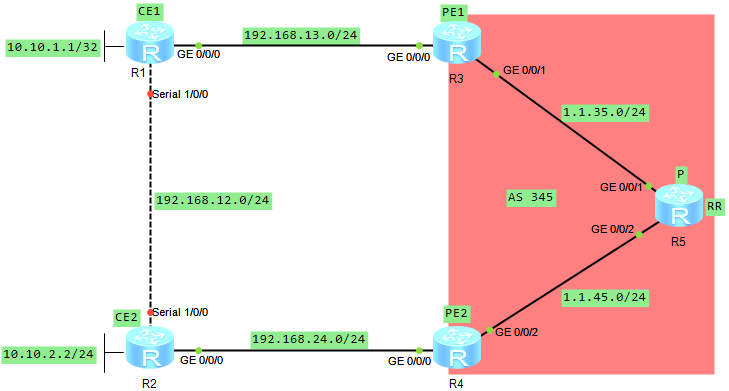 CE1
PE1
10.10.1.1/32
192.168.13.0/24
R
R
GE 0/0/0
GE 0/0/0
R1
R3
GE 0/0/1
Serial 1/0/0
1.1.35.0/24
P
GE 0/0/1
192.168.12.0/24
AS 345
R
RR
GE 0/0/2
R5
1.1.45.0/24
Serial 1/0/0
CE2
PE2
192.168.24.0/24
GE 0/0/2
10.10.2.2/24
R
R
GE 0/0/0
GE 0/0/0
R2
R4